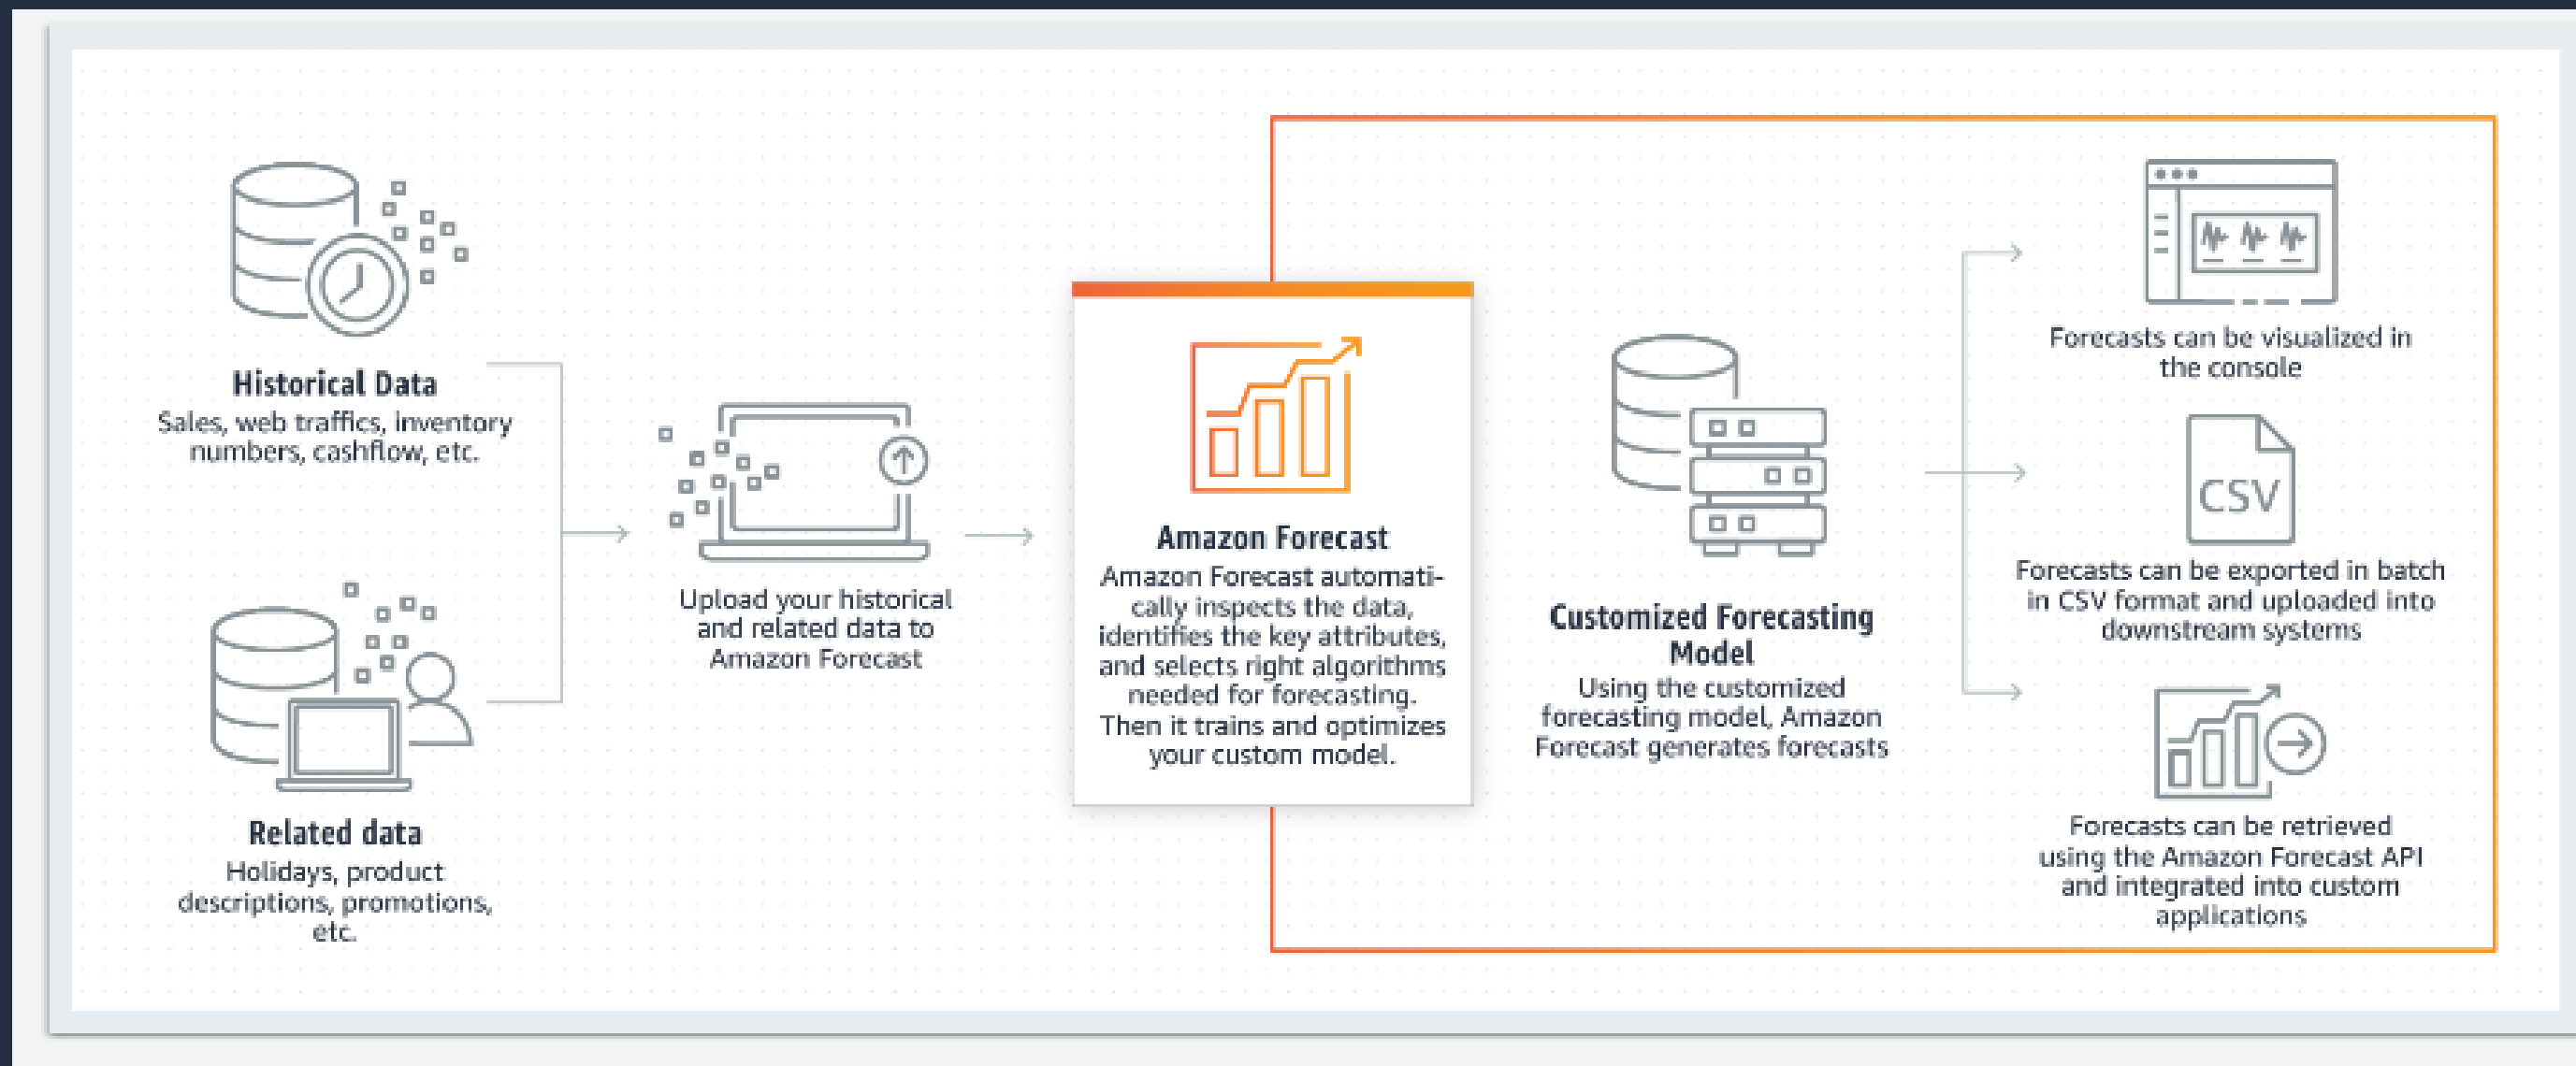 Historical Data
Sales, web traffics, inventory
numbers, cashflow, etc.
Related data
Holidays, product
descriptions, promotions,
etc.
Upload your historical
and related data to
Amazon Forecast
Amazon Forecast
Amazon Forecast automati-
cally inspects the data,
identifies the key attributes,
and selects right algorithms
needed for forecasting.
Then it trains and optimizes
your custom model.
Customized Forecasting
Model
Using the customized
forecasting model, Amazon
Forecast generates forecasts
Forecasts can be visualized in
the console
CSV
Forecasts can be exported in batch
in CSV format and uploaded into
downstream systems
Forecasts can be retrieved
using the Amazon Forecast API
and integrated into custom
applications